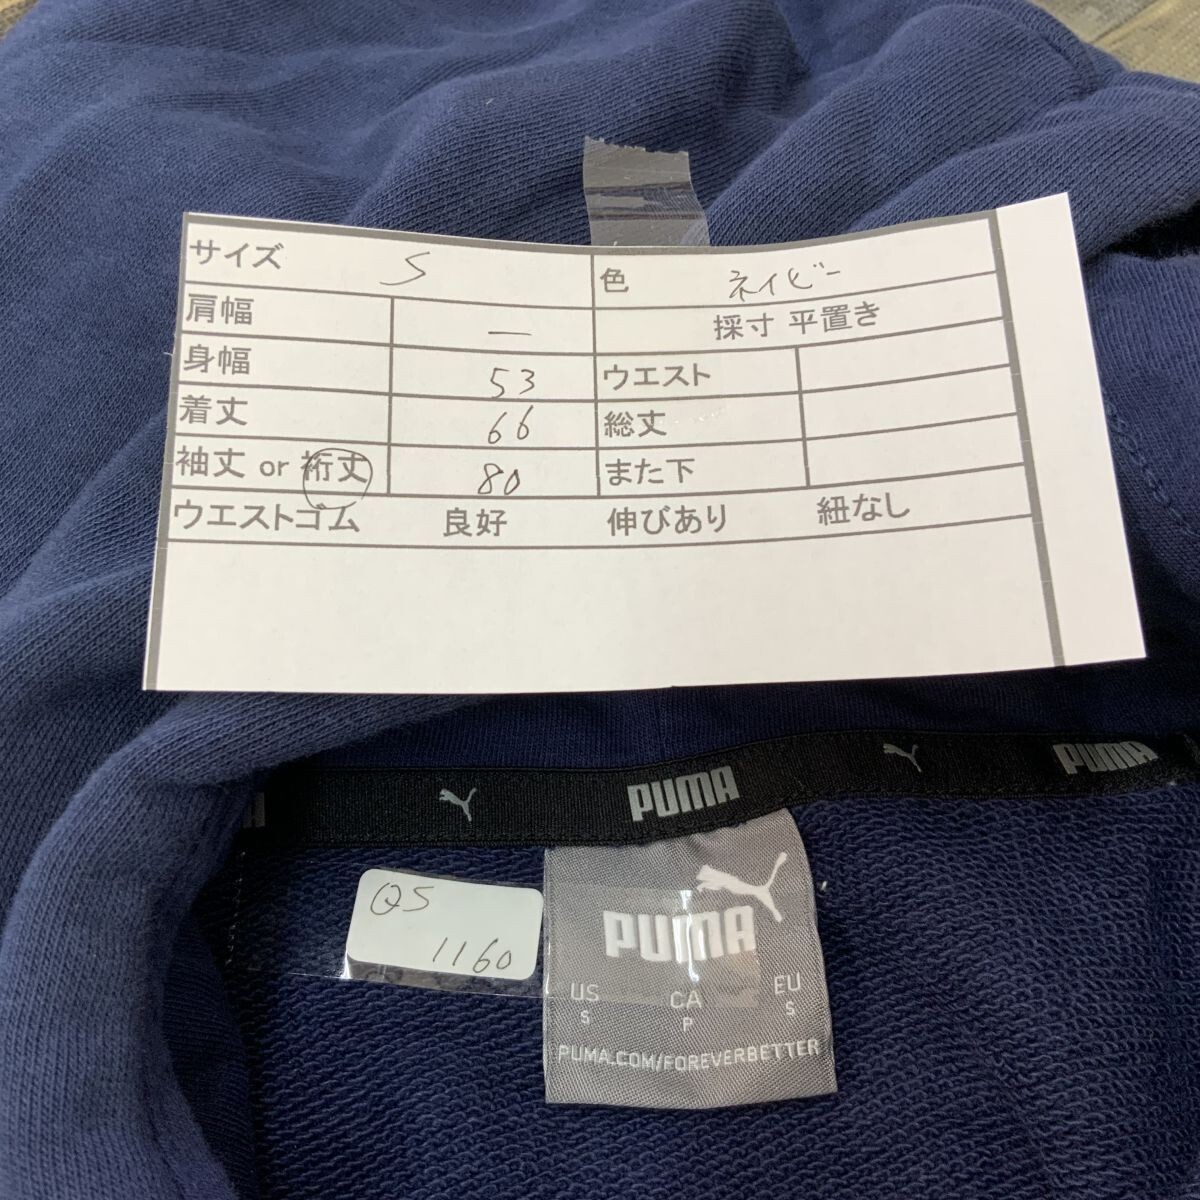 サイズ S 色 ネイビー
肩幅 — 採寸 平置き
身幅 53 ウエスト
着丈 66 総丈
袖丈 or 裄丈 80 また下
ウエストゴム 良好 伸びあり 紐なし
PUMA PUMA
QS
1160
PUMA
US CA EU
S P S
PUMA.COM/FOREVERBETTER